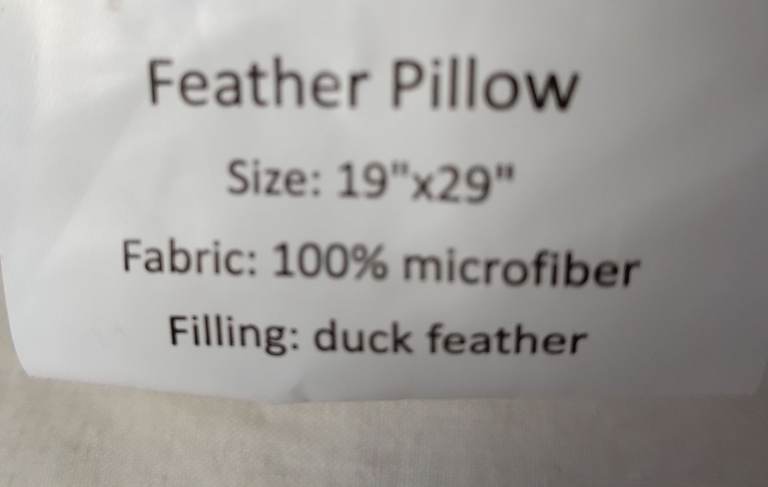 Feather Pillow
Size: 19"x29"
Fabric: 100% microfiber
Filling: duck feather